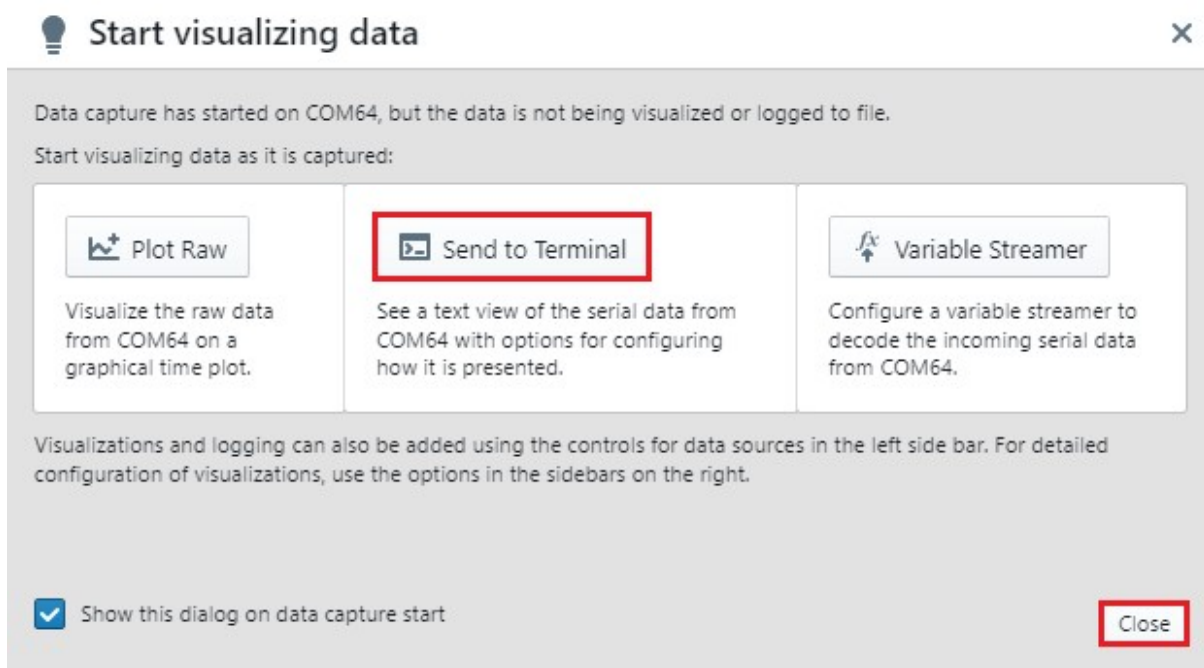 Start visualizing data
Data capture has started on COM64, but the data is not being visualized or logged to file.
Start visualizing data as it is captured:
Plot Raw
Visualize the raw data
from COM64 on a
graphical time plot.
Send to Terminal
See a text view of the serial data from
COM64 with options for configuring
how it is presented.
Variable Streamer
Configure a variable streamer to
decode the incoming serial data
from COM64.
Visualizations and logging can also be added using the controls for data sources in the left side bar. For detailed
configuration of visualizations, use the options in the sidebars on the right.
Show this dialog on data capture start
Close